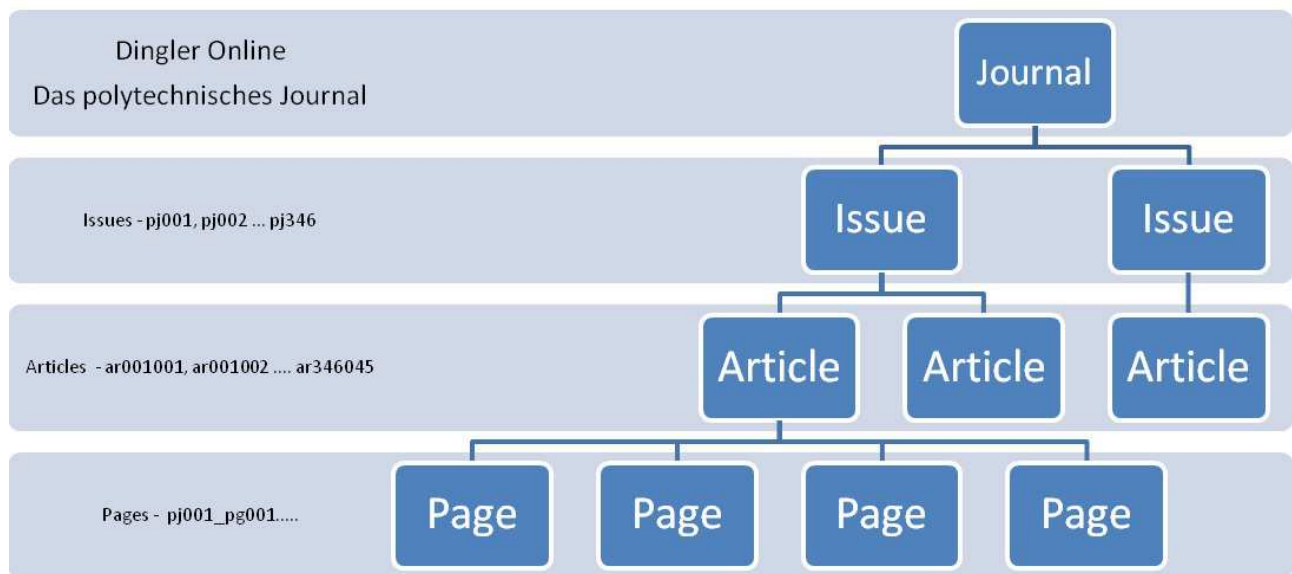 Dingler Online
Das polytechnisches Journal
Journal
Issues - pj001, pj002 ... pj346
Issue
Issue
Articles - ar001001, ar001002 .... ar346045
Article
Article
Article
Pages - pj001_pg001.....
Page
Page
Page
Page